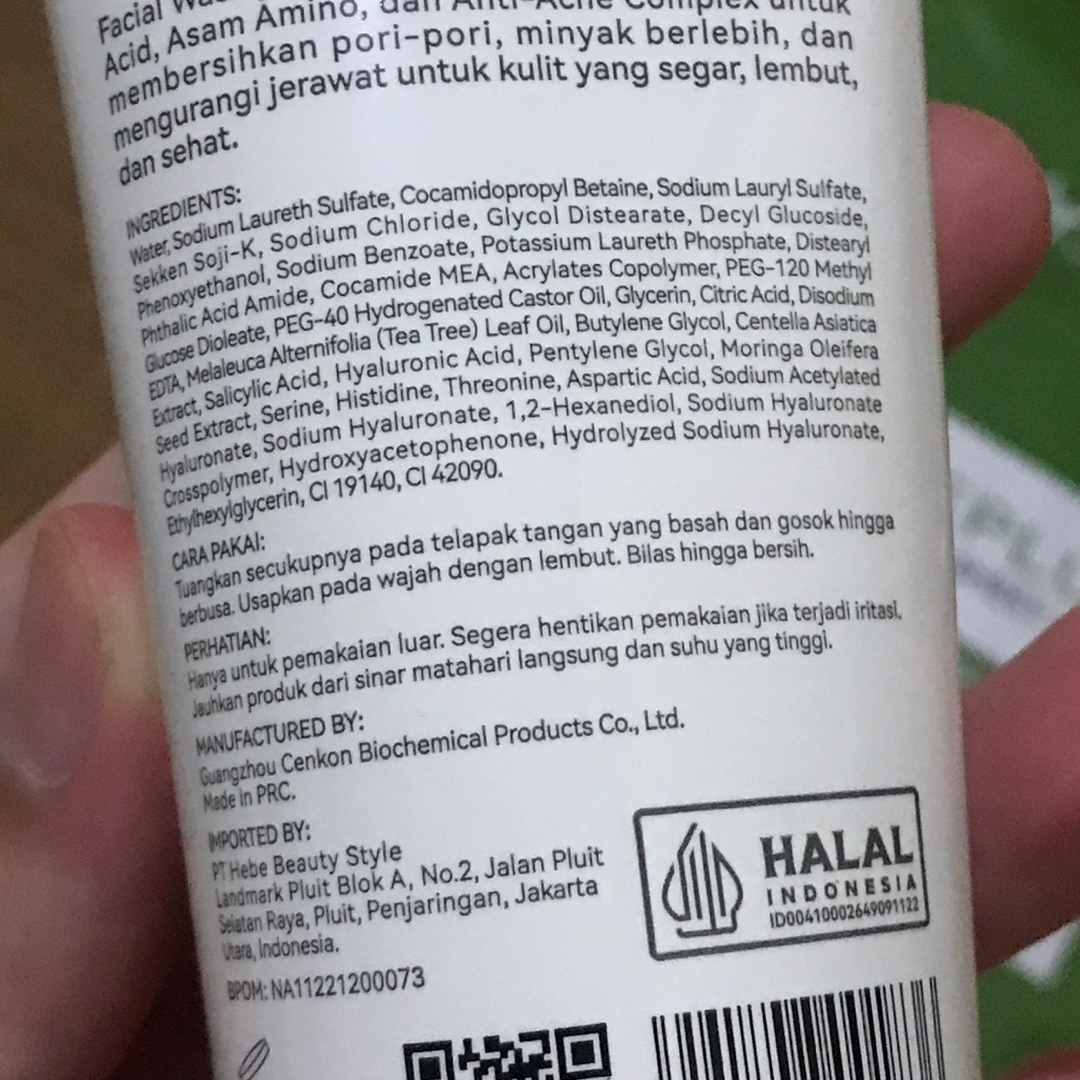 Facial
Acid, Asam Amino, dan Anti-Acne Complex untuk
membersihkan pori-pori, minyak berlebih, dan
mengurangi jerawat untuk kulit yang segar, lembut,
dan sehat.
INGREDIENTS:
Water, Sodium Laureth Sulfate, Cocamidopropyl Betaine, Sodium Lauryl Sulfate,
Sekken Soji-K, Sodium Chloride, Glycol Distearate, Decyl Glucoside,
Phenoxyethanol, Sodium Benzoate, Potassium Laureth Phosphate, Distearyl
Phthalic Acid Amide, Cocamide MEA, Acrylates Copolymer, PEG-120 Methyl
Glucose Dioleate, PEG-40 Hydrogenated Castor Oil, Glycerin, Citric Acid, Disodium
EDTA, Melaleuca Alternifolia (Tea Tree) Leaf Oil, Butylene Glycol, Centella Asiatica
Extract, Salicylic Acid, Hyaluronic Acid, Pentylene Glycol, Moringa Oleifera
Seed Extract, Serine, Histidine, Threonine, Aspartic Acid, Sodium Acetylated
Hyaluronate, Sodium Hyaluronate, 1,2-Hexanediol, Sodium Hyaluronate
Crosspolymer, Hydroxyacetophenone, Hydrolyzed Sodium Hyaluronate,
Ethylhexylglycerin, CI 19140, CI 42090.
CARA PAKAI:
Tuangkan secukupnya pada telapak tangan yang basah dan gosok hingga
berbusa. Usapkan pada wajah dengan lembut. Bilas hingga bersih.
PERHATIAN:
Hanya untuk pemakaian luar. Segera hentikan pemakaian jika terjadi iritasi.
Jauhkan produk dari sinar matahari langsung dan suhu yang tinggi.
MANUFACTURED BY:
Guangzhou Cenkon Biochemical Products Co., Ltd.
Made in PRC.
IMPORTED BY:
PT Hebe Beauty Style
Landmark Pluit Blok A, No.2, Jalan Pluit
Selatan Raya, Pluit, Penjaringan, Jakarta
Utara, Indonesia.
BPOM: NA11221200073
HALAL
INDONESIA
ID00410002649091122